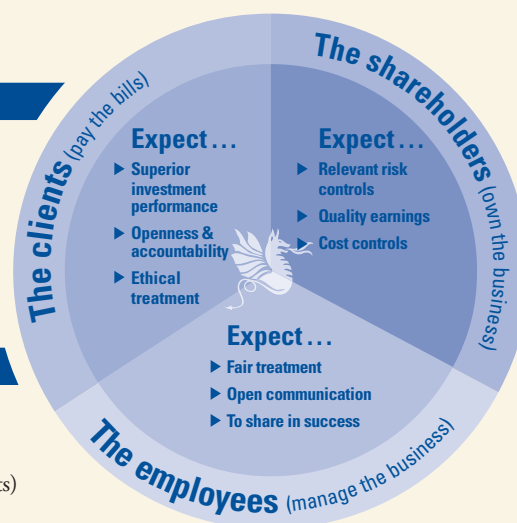 The clients (pay the bills)
Expect...
▶ Superior
investment
performance
▶ Openness &
accountability
▶ Ethical
treatment
The shareholders (own the business)
Expect...
▶ Relevant risk
controls
▶ Quality earnings
▶ Cost controls
Expect...
▶ Fair treatment
▶ Open communication
▶ To share in success
The employees (manage the business)